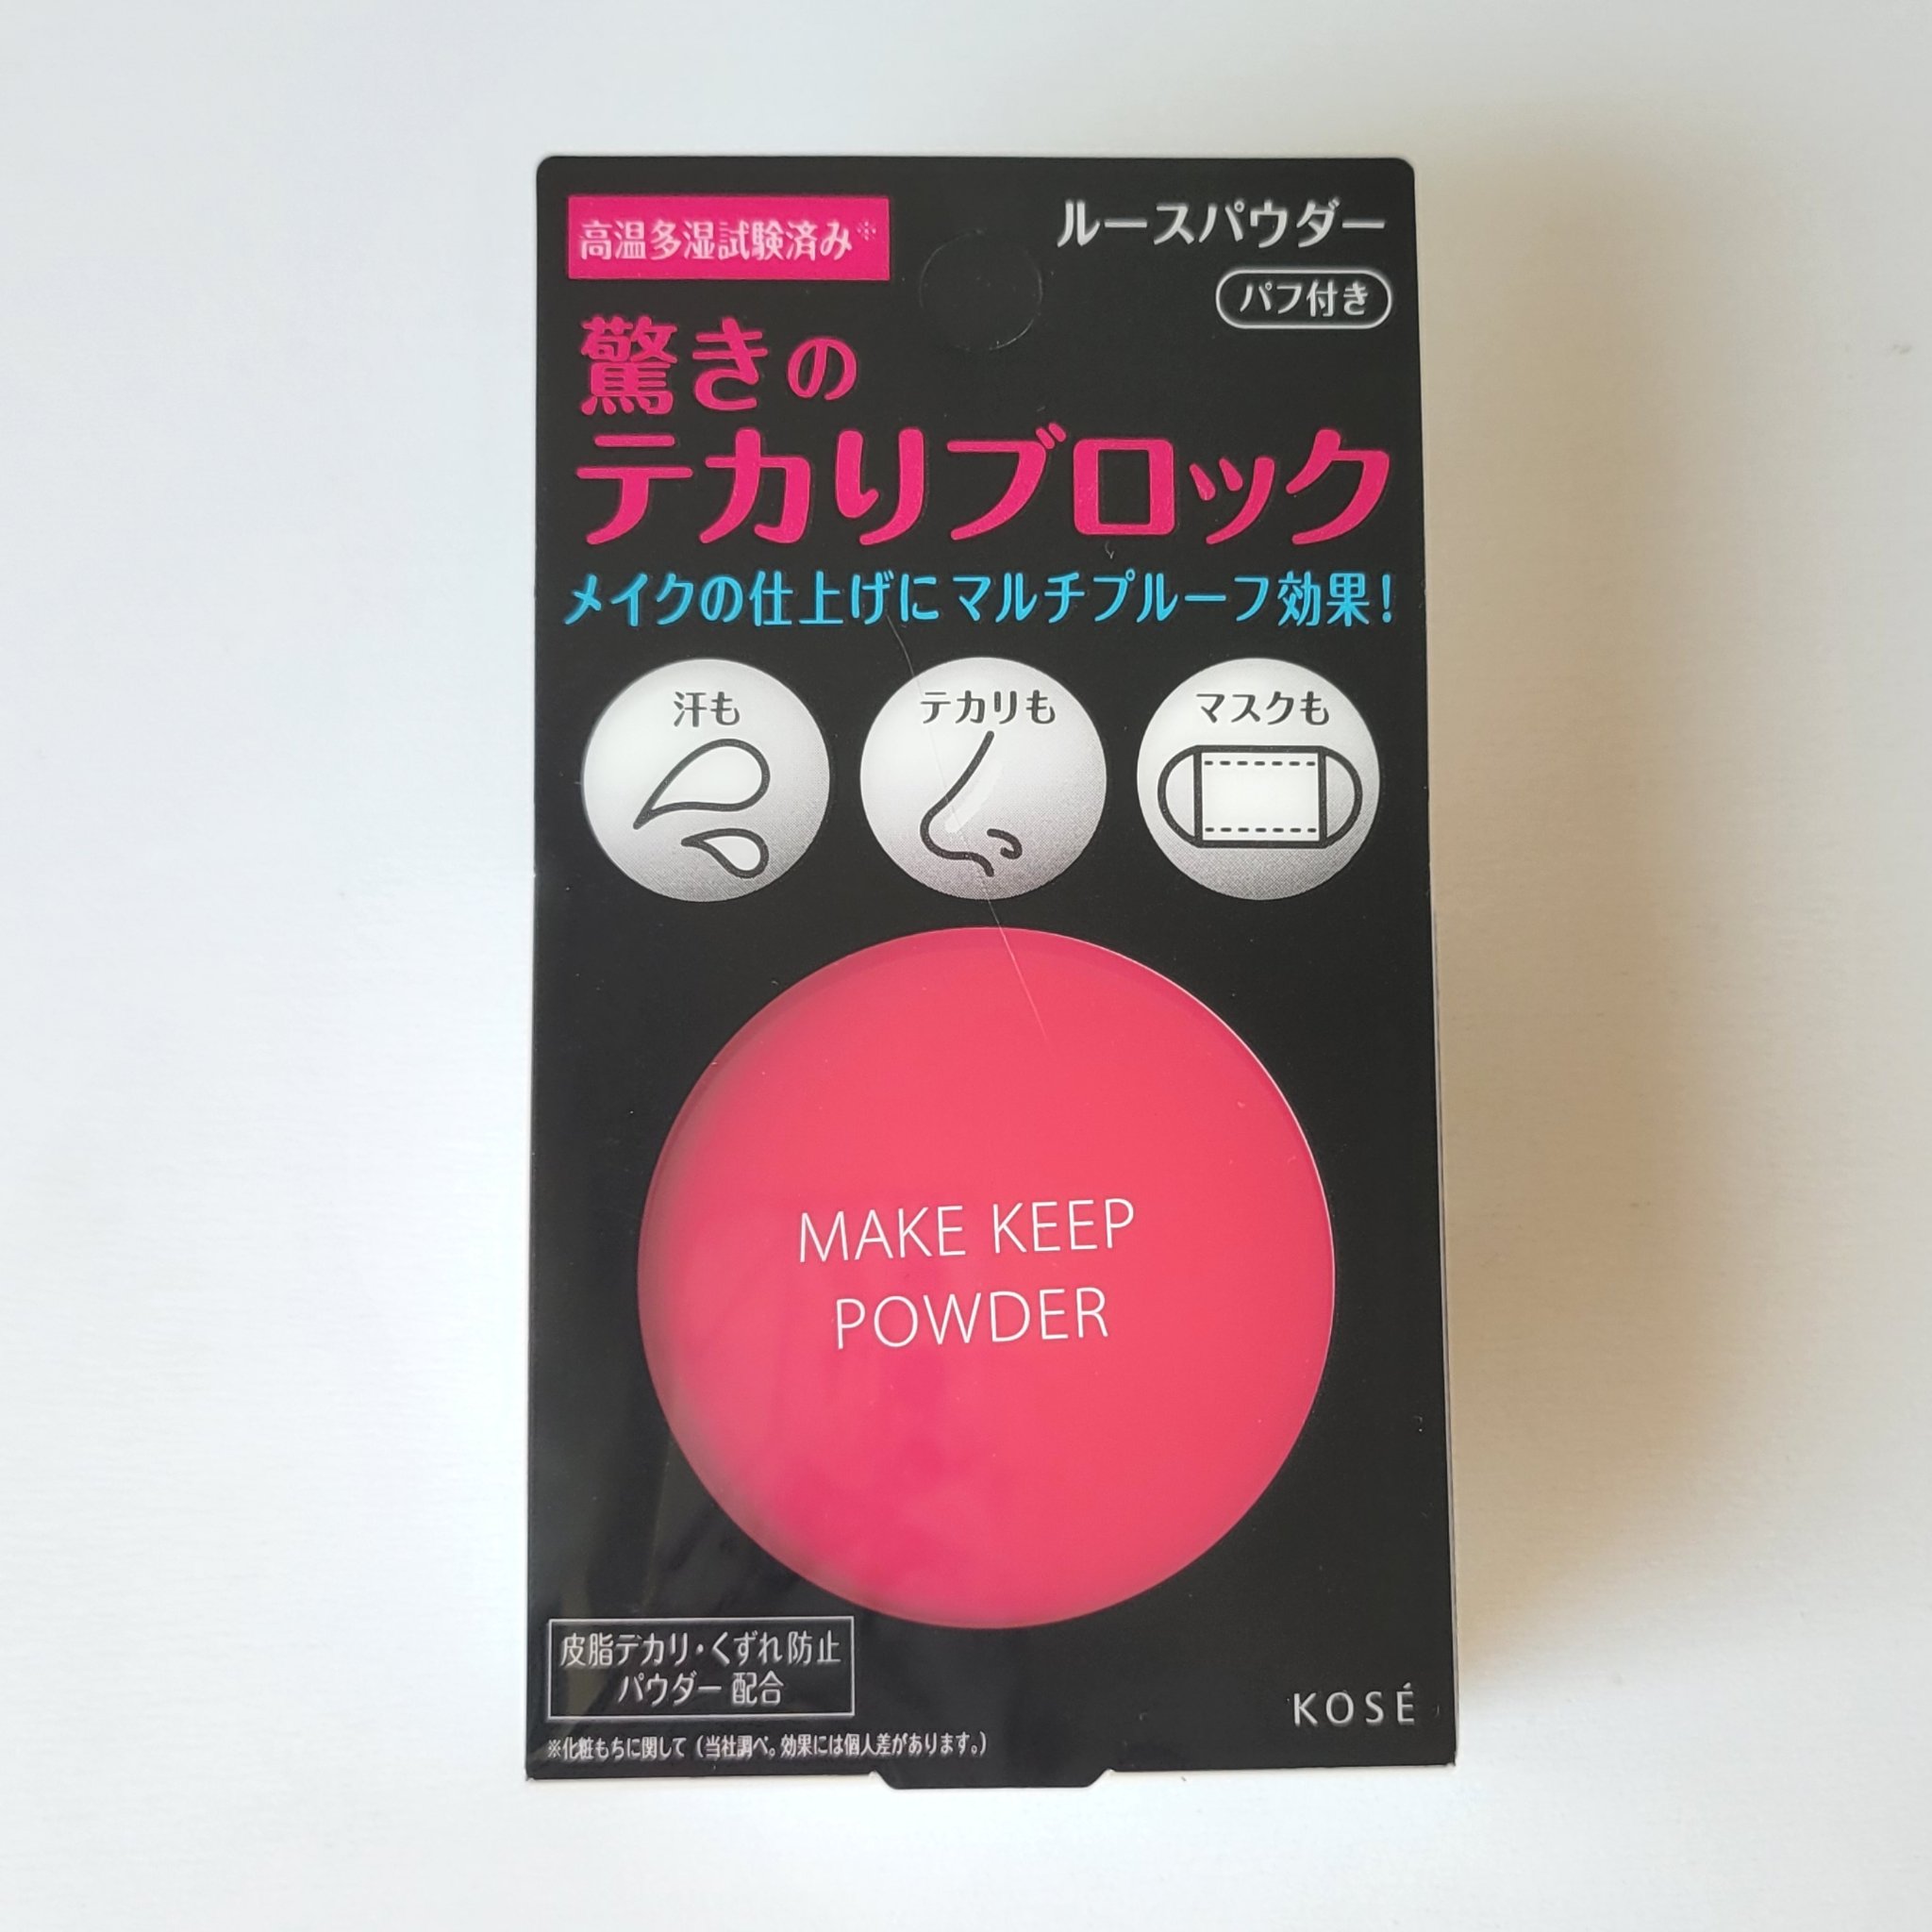 高温多湿試験済み※
ルースパウダー
パフ付き
驚きの
テカりブロック
メイクの仕上げにマルチプルーフ効果!
汗も
テカリも
マスクも
MAKE KEEP
POWDER
皮脂テカリ・くずれ防止
パウダー配合
KOSÉ
※化粧もちに関して（当社調べ。効果には個人差があります。）